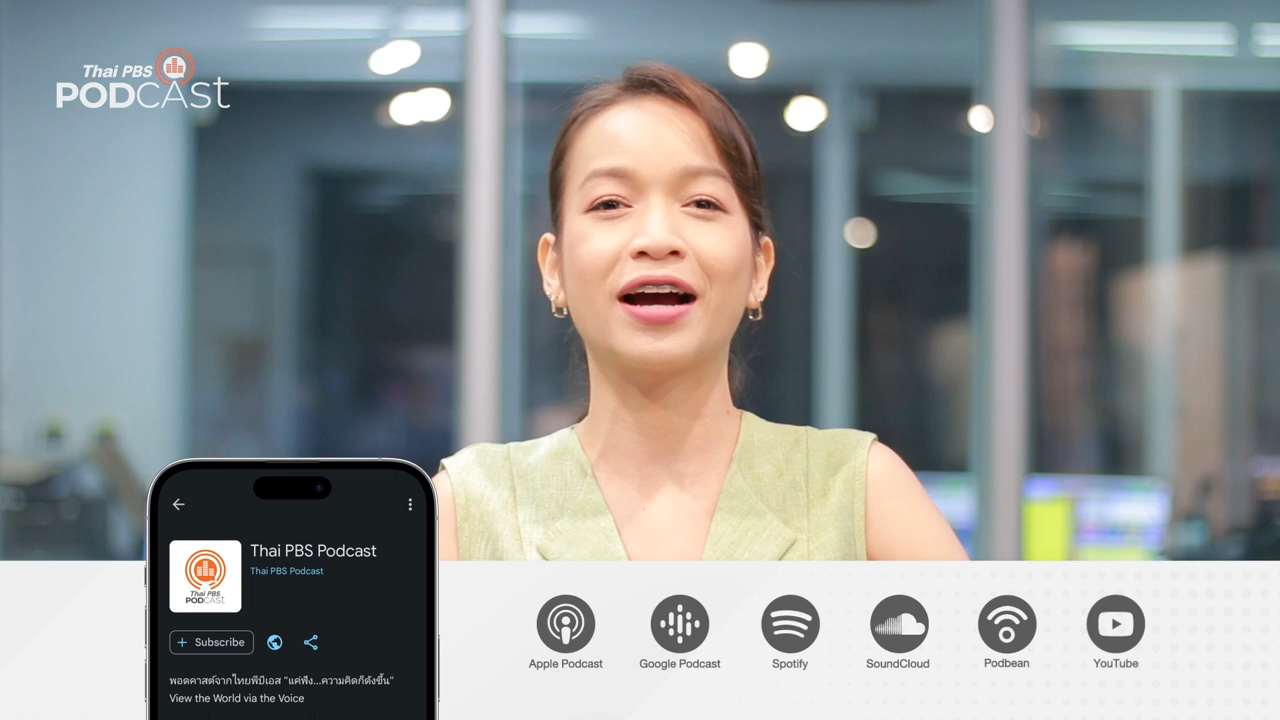 Thai PBS
PODCAST
Thai PBS Podcast
Thai PBS Podcast
Thai PBS
PODCAST
+ Subscribe
พอดคาสต์จากไทยพีบีเอส "แค่ฟัง...ความคิดก็ดังขึ้น"
View the World via the Voice
Apple Podcast
Google Podcast
Spotify
SoundCloud
Podbean
YouTube